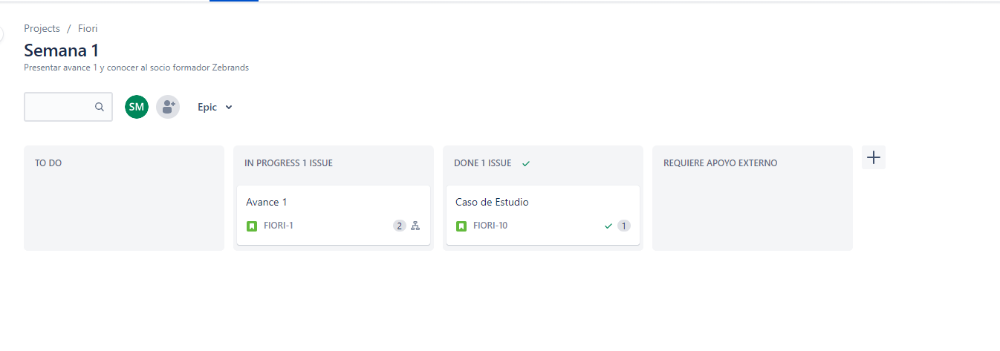 Projects / Fiori
Semana 1
Presentar avance 1 y conocer al socio formador Zebrands
SM
Epic
TO DO
IN PROGRESS 1 ISSUE
Avance 1
FIORI-1
2
DONE 1 ISSUE
Caso de Estudio
FIORI-10
1
REQUIERE APOYO EXTERNO